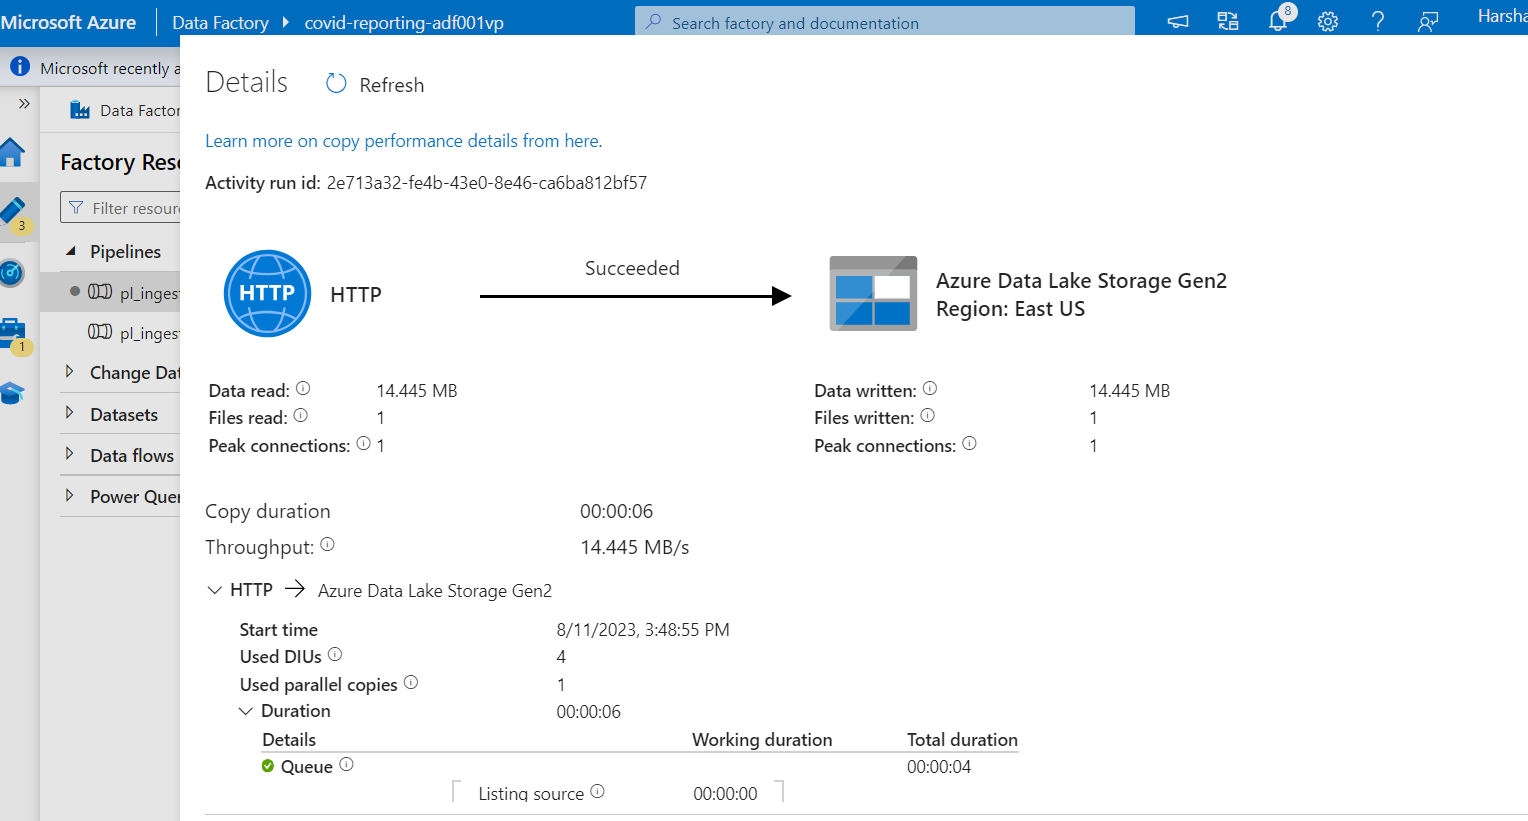 Microsoft Azure Data Factory covid-reporting-adf001vp Search factory and documentation 8 Harsha
Microsoft recently a
Data Factor
Factory Reso
Filter resour
3
Pipelines
pl_ingest
pl_ingest
1
Change Dat
Datasets
Data flows
Power Quer
Details Refresh
Learn more on copy performance details from here.
Activity run id: 2e713a32-fe4b-43e0-8e46-ca6ba812bf57
HTTP HTTP
Succeeded
Azure Data Lake Storage Gen2
Region: East US
Data read: 14.445 MB Data written: 14.445 MB
Files read: 1 Files written: 1
Peak connections: 1 Peak connections: 1
Copy duration 00:00:06
Throughput: 14.445 MB/s
HTTP → Azure Data Lake Storage Gen2
Start time 8/11/2023, 3:48:55 PM
Used DIUs 4
Used parallel copies 1
Duration 00:00:06
Details Working duration Total duration
Queue 00:00:04
Listing source 00:00:00